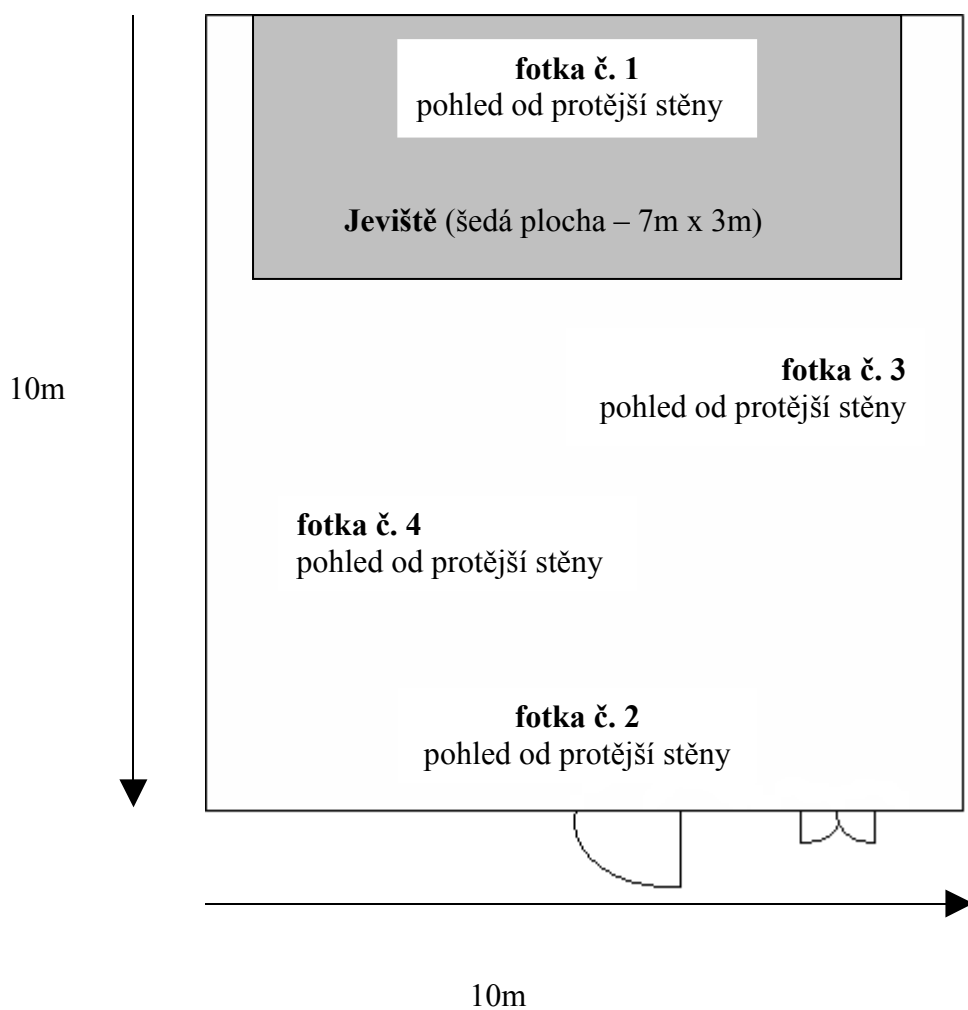 fotka č. 1
pohled od protější stěny
Jeviště (šedá plocha – 7m x 3m)
10m
fotka č. 3
pohled od protější stěny
fotka č. 4
pohled od protější stěny
fotka č. 2
pohled od protější stěny
10m